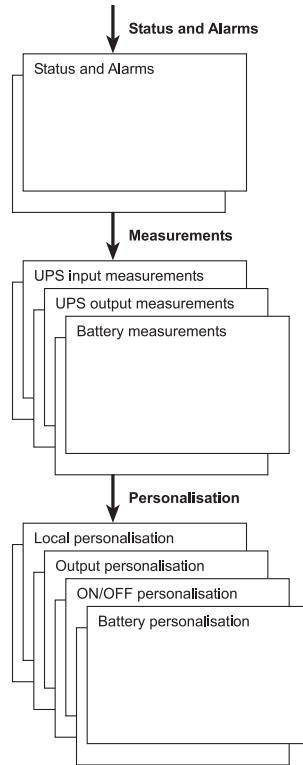 Status and Alarms
Status and Alarms
Measurements
UPS input measurements
UPS output measurements
Battery measurements
Personalisation
Local personalisation
Output personalisation
ON/OFF personalisation
Battery personalisation